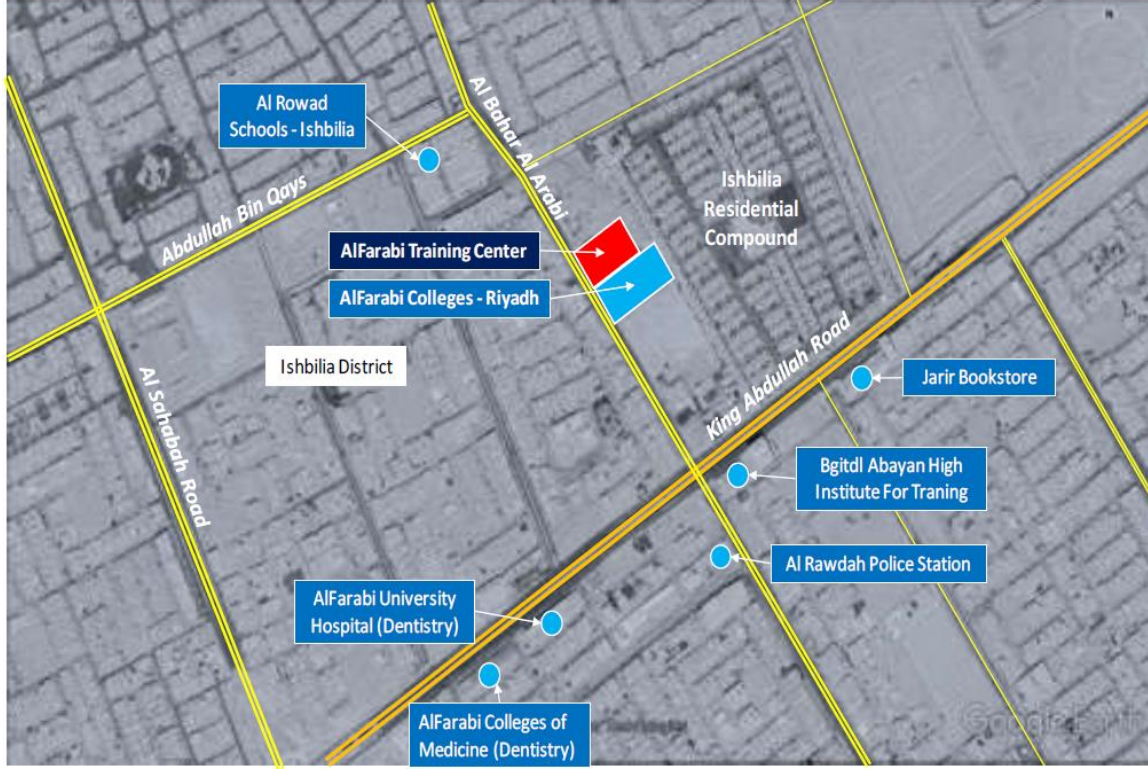 Al Rowad
Schools - Ishbilia
Al Bahar Al Arabi
Abdullah Bin Qays
Ishbilia
Residential
Compound
AlFarabi Training Center
AlFarabi Colleges - Riyadh
Ishbilia District
Al Sahabah Road
King Abdullah Road
Jarir Bookstore
Bgitdl Abayan High
Institute For Traning
Al Rawdah Police Station
AlFarabi University
Hospital (Dentistry)
AlFarabi Colleges of
Medicine (Dentistry)
Google Earth